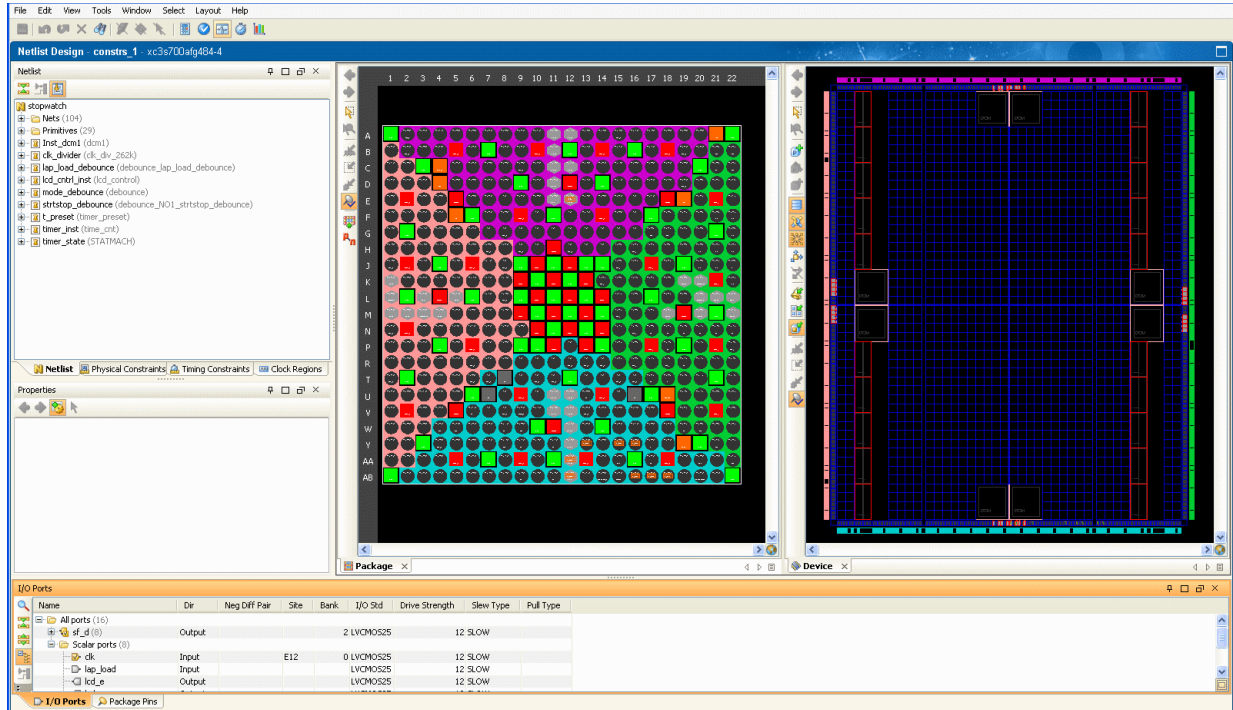 File Edit View Tools Window Select Layout Help
Netlist Design - constrs_1 - xc3s700afg484-4
Netlist
stopwatch
Nets (104)
Primitives (29)
Inst_dcm1 (dcm1)
clk_divider (clk_div_262k)
lap_load_debounce (debounce_lap_load_debounce)
lcd_cntrl_inst (lcd_control)
mode_debounce (debounce)
strtstop_debounce (debounce_NO1_strtstop_debounce)
t_preset (timer_preset)
timer_inst (time_cnt)
timer_state (STATMACH)
Netlist Physical Constraints Timing Constraints Clock Regions
Properties
1 2 3 4 5 6 7 8 9 10 11 12 13 14 15 16 17 18 19 20 21 22
A
B
C
D
E
F
G
H
J
K
L
M
N
P
R
T
U
V
W
Y
AA
AB
Package
Device
I/O Ports
Name Dir Neg Diff Pair Site Bank I/O Std Drive Strength Slew Type Pull Type
All ports (16)
sf_d (8) Output 2 LVCMOS25 12 SLOW
Scalar ports (8)
clk Input E12 0 LVCMOS25 12 SLOW
lap_load Input LVCMOS25 12 SLOW
lcd_e Output LVCMOS25 12 SLOW
I/O Ports Package Pins